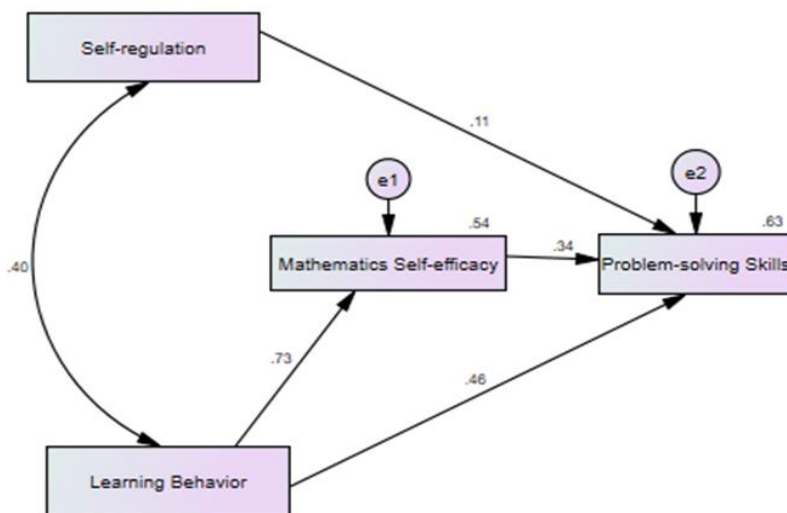 Self-regulation
.11
e1
e2
.54
.63
.40
Mathematics Self-efficacy
.34
Problem-solving Skills
.73
.46
Learning Behavior